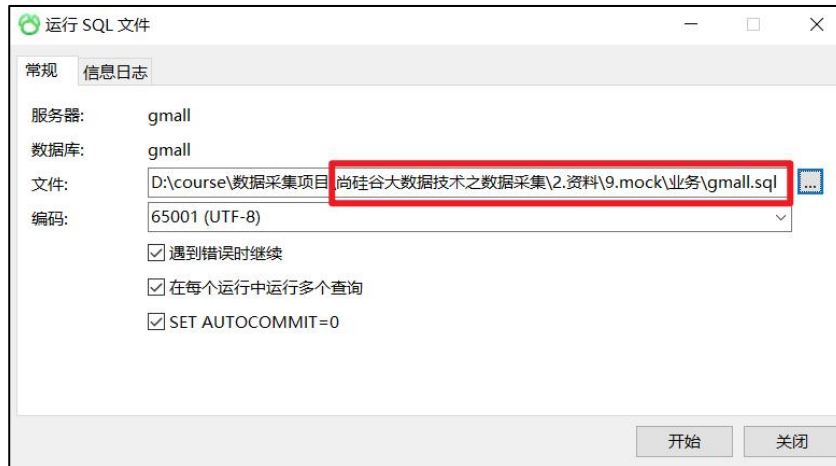 运行 SQL 文件
常规 信息日志
服务器: gmall
数据库: gmall
文件: D:\course\数据采集项目\尚硅谷大数据技术之数据采集\2.资料\9.mock\业务\gmall.sql ...
编码: 65001 (UTF-8)
遇到错误时继续
在每个运行中运行多个查询
SET AUTOCOMMIT=0
开始 关闭